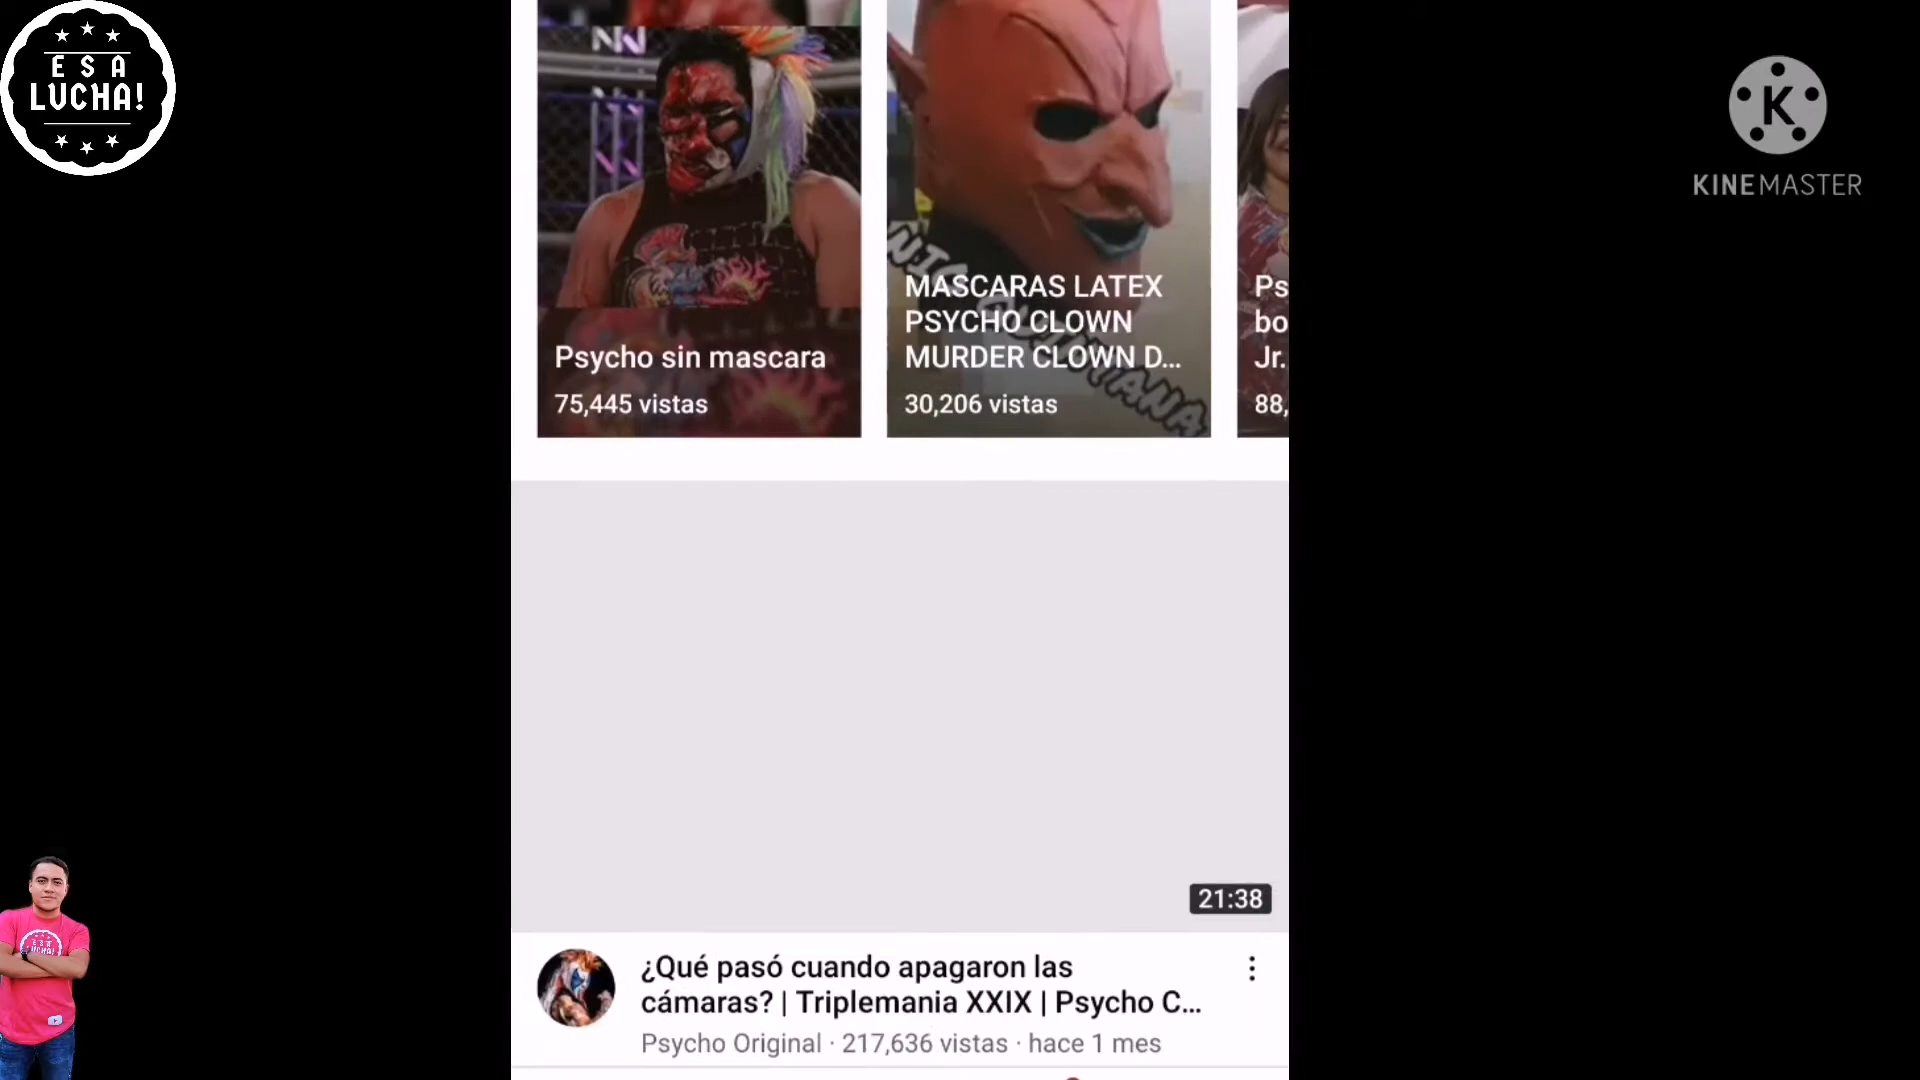 ESA
LUCHA!
KINEMASTER
Psycho sin mascara
75,445 vistas
MASCARAS LATEX
PSYCHO CLOWN
MURDER CLOWN D...
30,206 vistas
Ps
bo
Jr.
88,
21:38
¿Qué pasó cuando apagaron las
cámaras? | Triplemania XXIX | Psycho C...
Psycho Original · 217,636 vistas · hace 1 mes